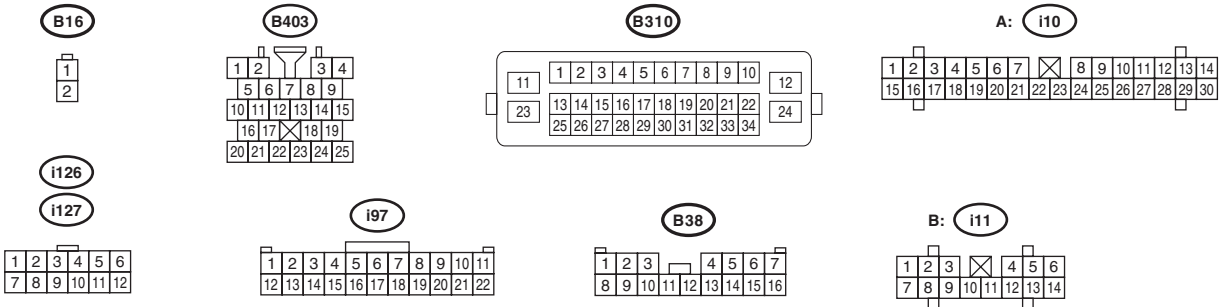 B16
1
2
B403
1 2 3 4
5 6 7 8 9
10 11 12 13 14 15
16 17 18 19
20 21 22 23 24 25
B310
11 1 2 3 4 5 6 7 8 9 10 12
23 13 14 15 16 17 18 19 20 21 22 24
25 26 27 28 29 30 31 32 33 34
A: i10
1 2 3 4 5 6 7 8 9 10 11 12 13 14
15 16 17 18 19 20 21 22 23 24 25 26 27 28 29 30
i126
i127
1 2 3 4 5 6
7 8 9 10 11 12
i97
1 2 3 4 5 6 7 8 9 10 11
12 13 14 15 16 17 18 19 20 21 22
B38
1 2 3 4 5 6 7
8 9 10 11 12 13 14 15 16
B: i11
1 2 3 4 5 6
7 8 9 10 11 12 13 14